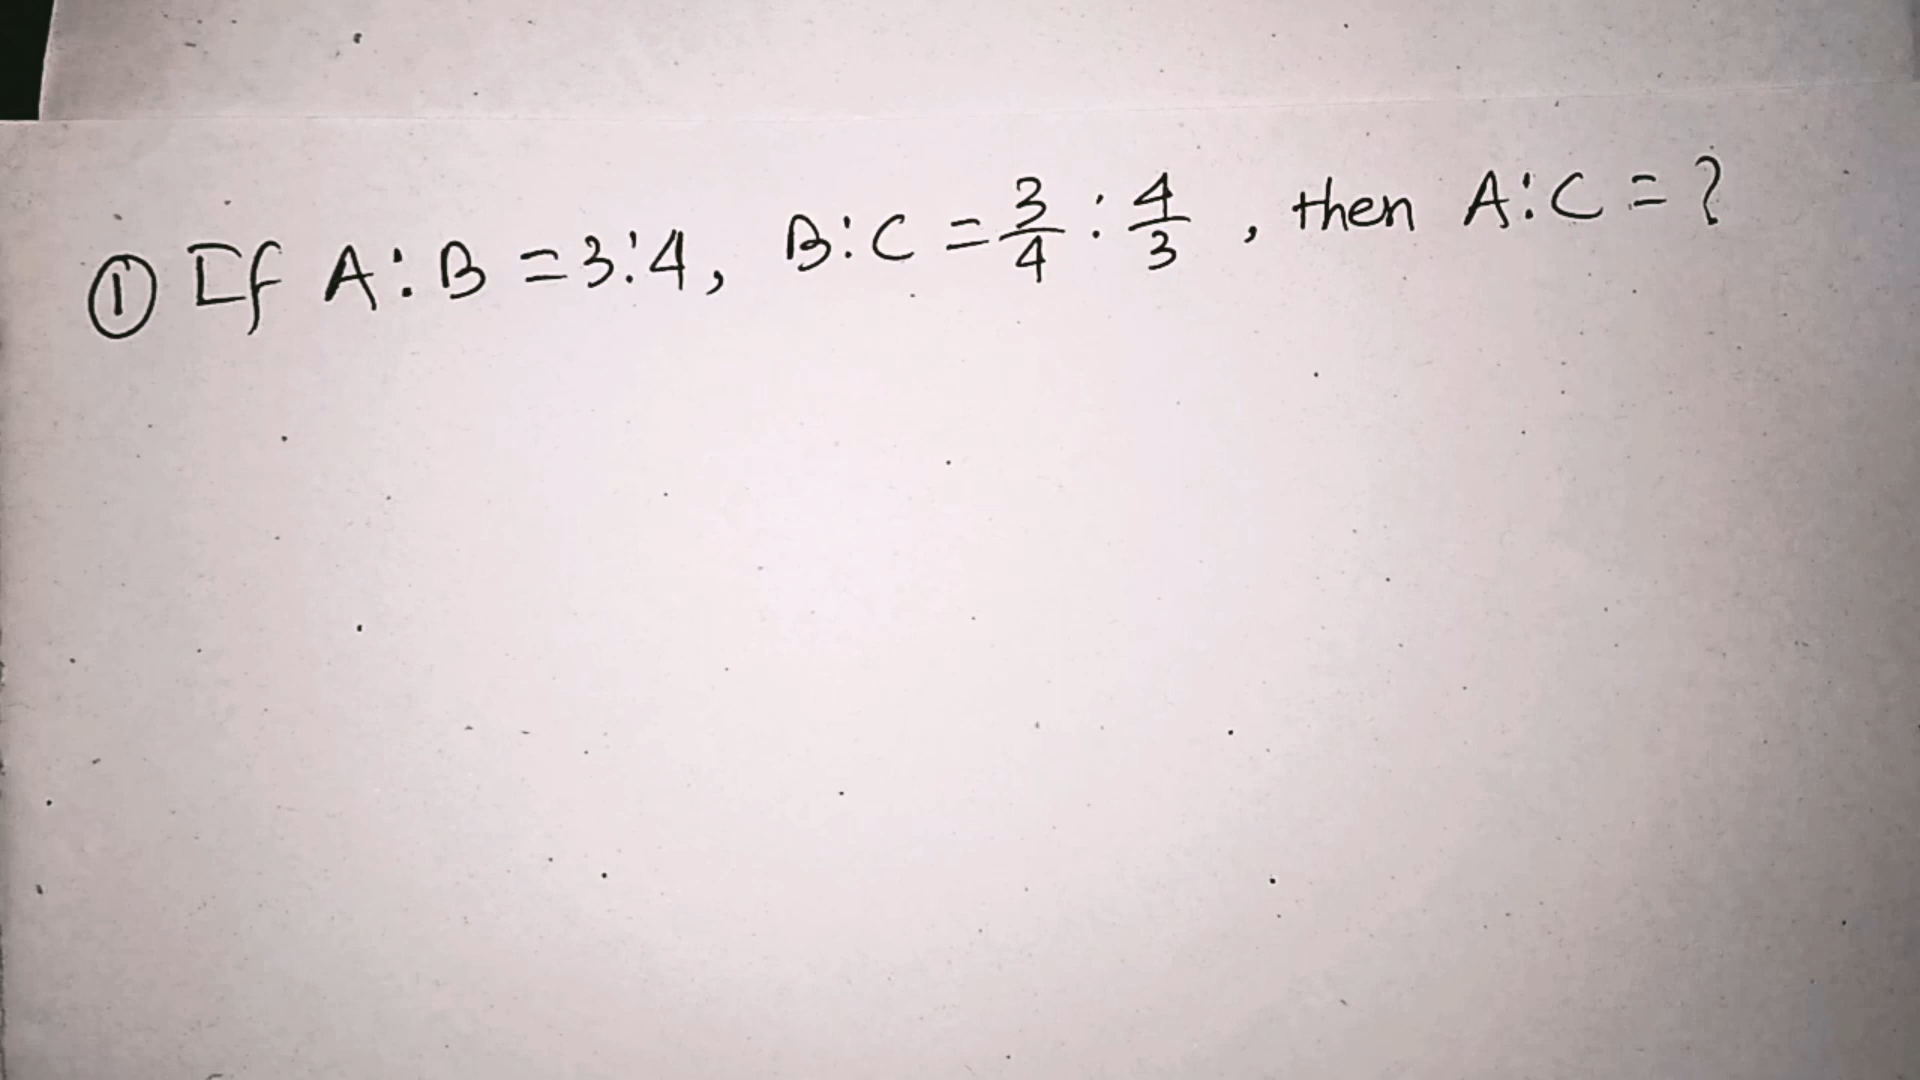 ① If A:B = 3:4, B:C = 3/4 : 4/3, then A:C = ?